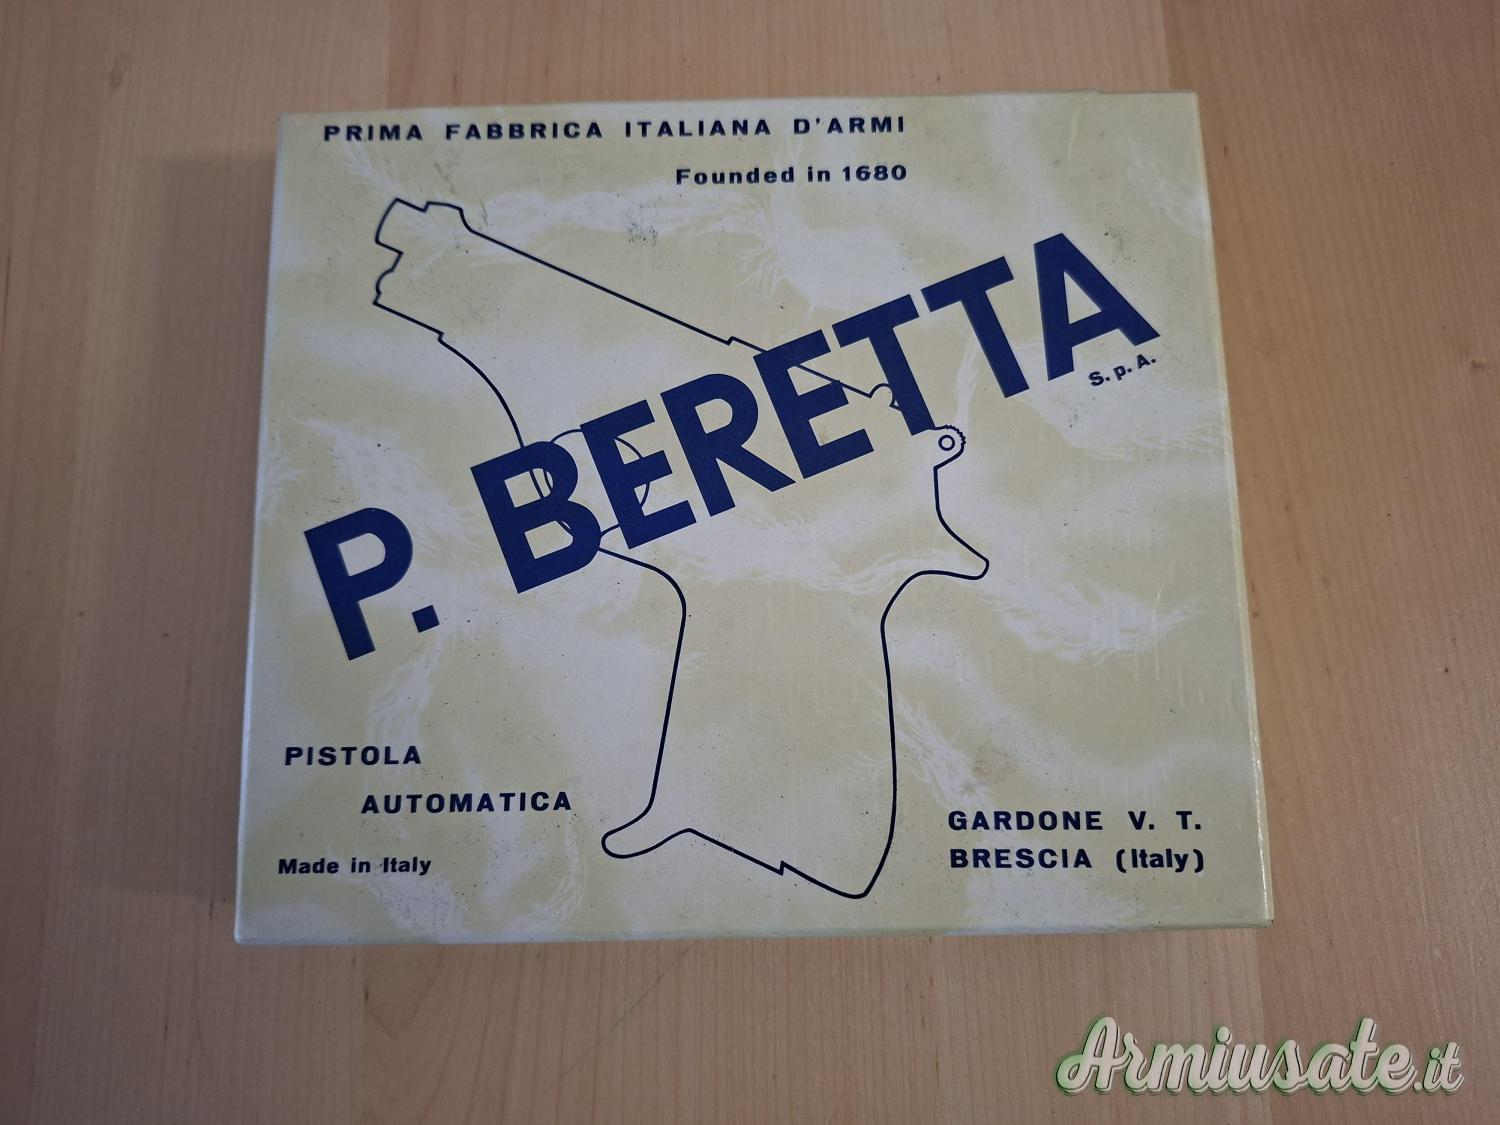 PRIMA FABBRICA ITALIANA D'ARMI
Founded in 1680
P. BERETTA
S.p.A.
PISTOLA
AUTOMATICA
Made in Italy
GARDONE V. T.
BRESCIA (Italy)
Armiusate.it